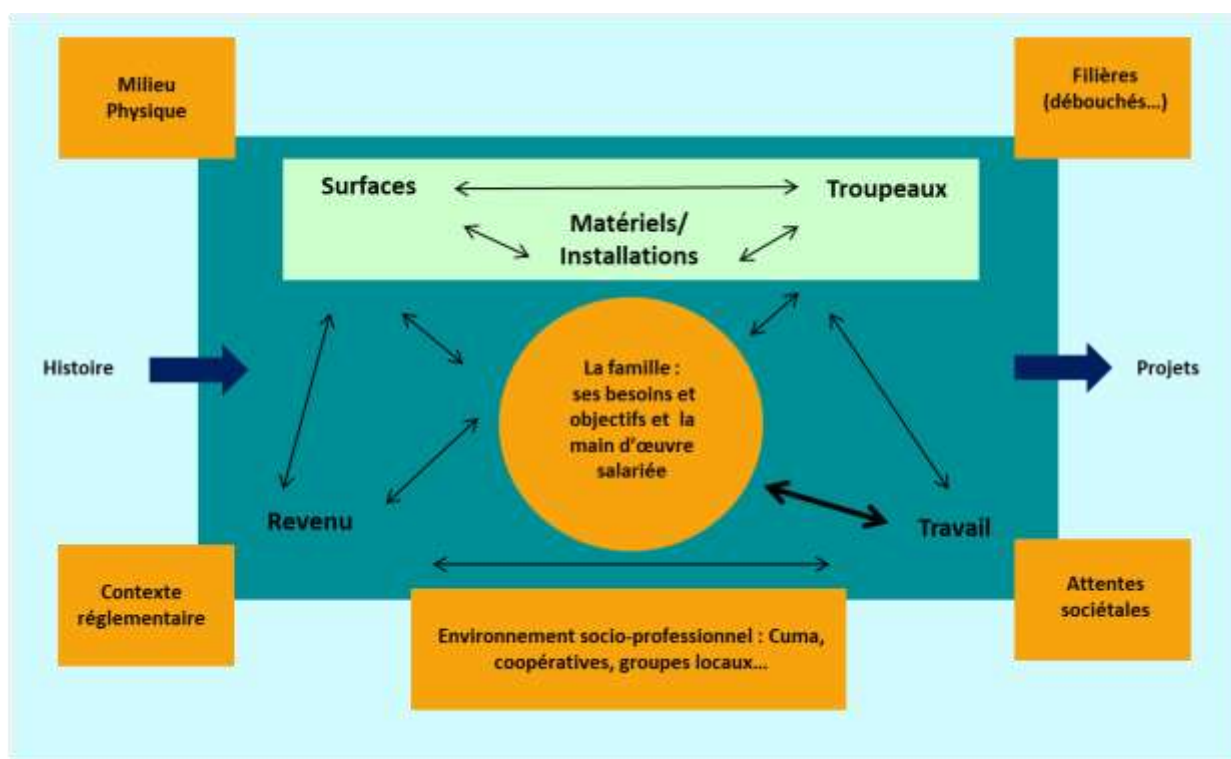 Milieu
Physique
Filières
(débouchés...)
Surfaces
Troupeaux
Matériels/
Installations
Histoire
La famille :
ses besoins et
objectifs et la
main d'œuvre
salariée
Projets
Revenu
Travail
Contexte
réglementaire
Attentes
sociétales
Environnement socio-professionnel : Cuma,
coopératives, groupes locaux...